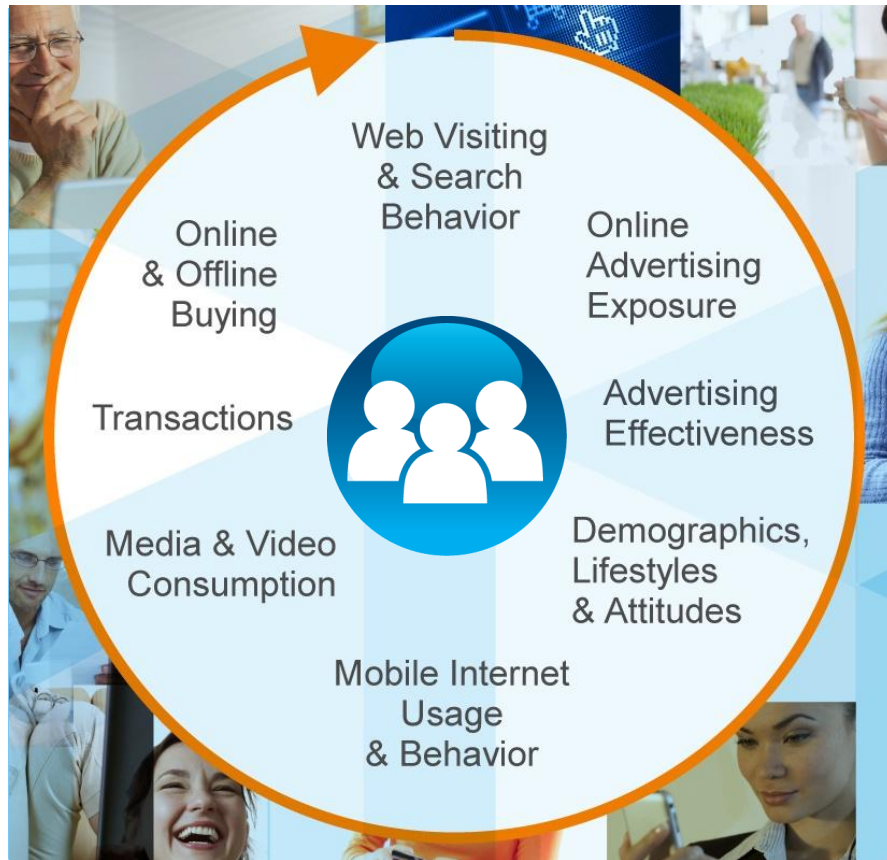 Web Visiting
& Search
Behavior
Online
Advertising
Exposure
Advertising
Effectiveness
Demographics,
Lifestyles
& Attitudes
Mobile Internet
Usage
& Behavior
Media & Video
Consumption
Transactions
Online
& Offline
Buying